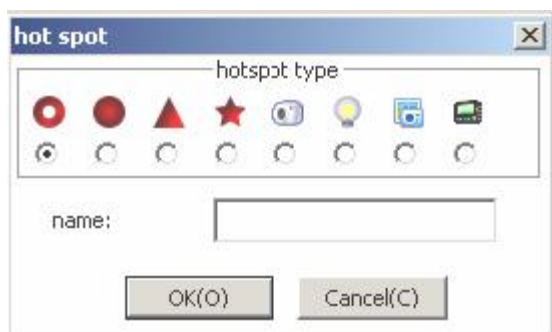 hot spot
hotspot type
name:
OK(O)
Cancel(C)